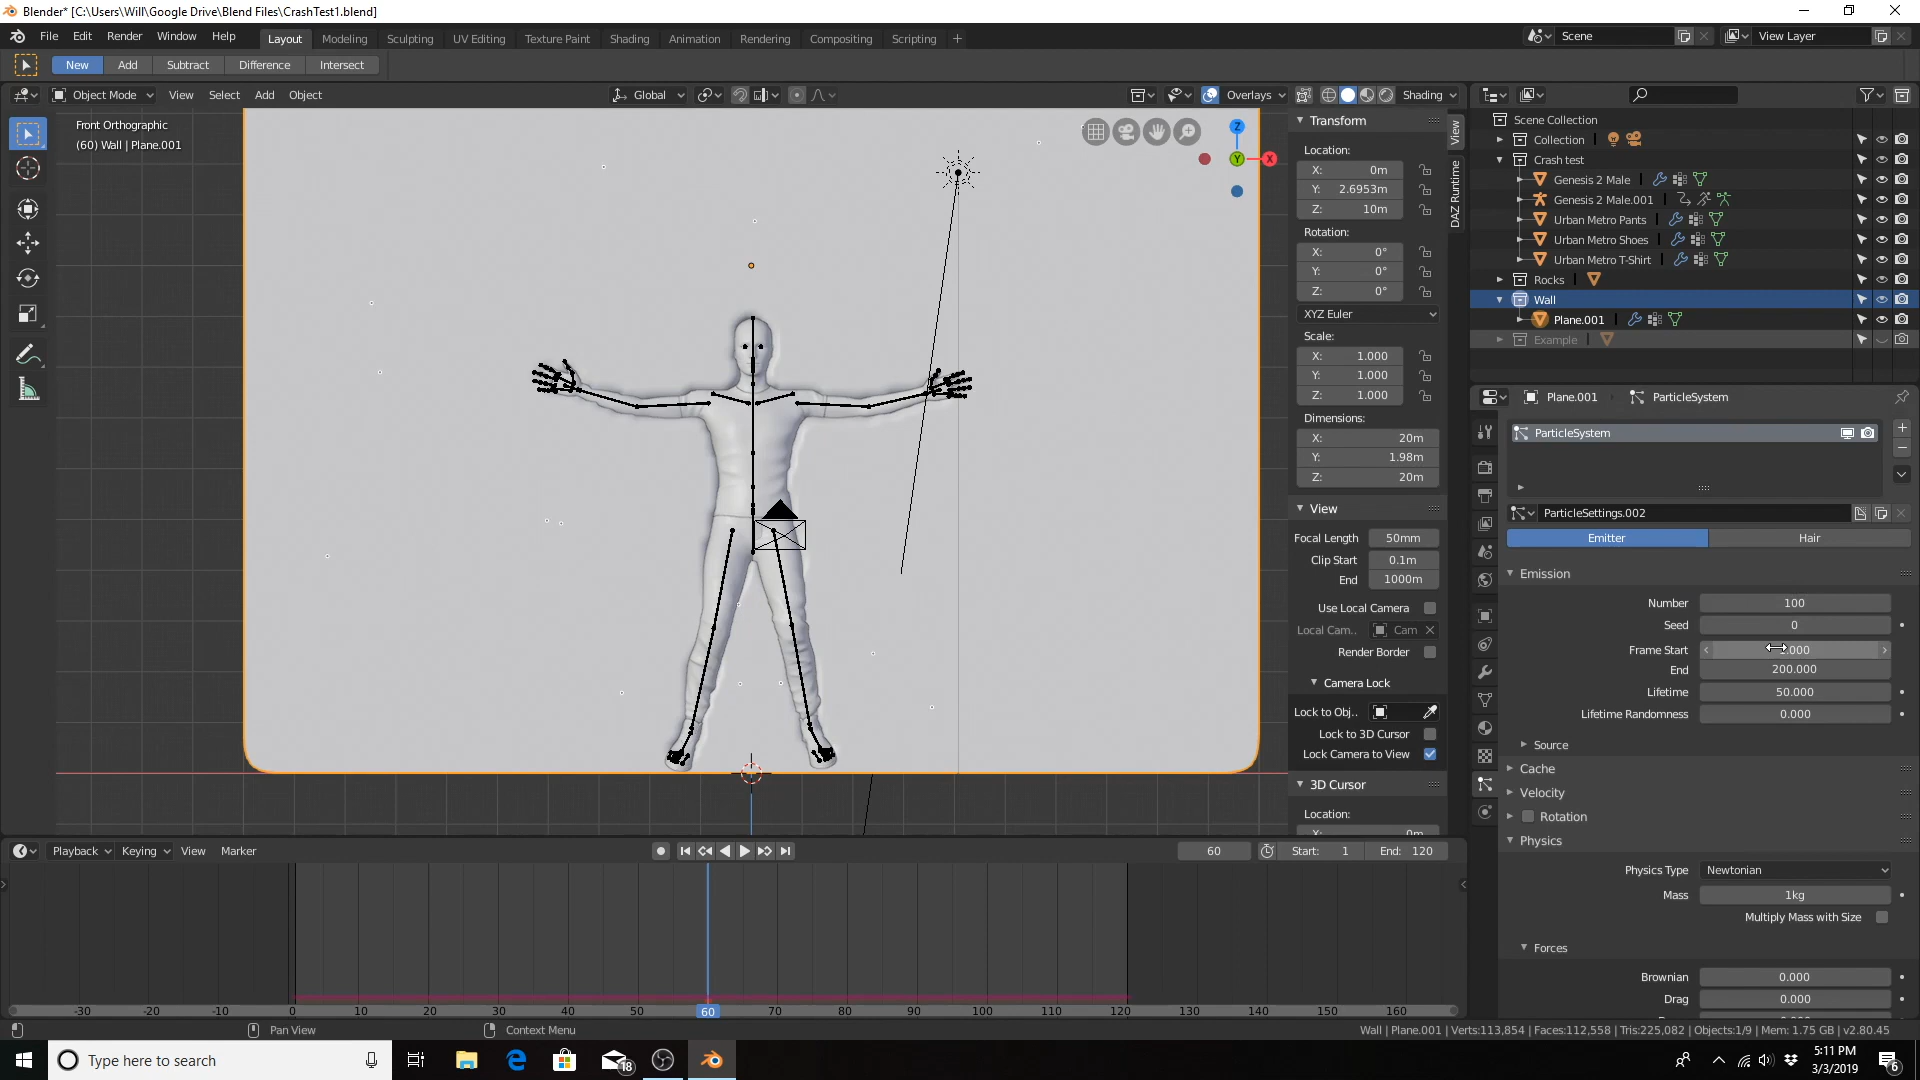 Blender* [C:\Users\Will\Google Drive\Blend Files\CrashTest1.blend]
File Edit Render Window Help Layout Modeling Sculpting UV Editing Texture Paint Shading Animation Rendering Compositing Scripting + Scene View Layer
New Add Subtract Difference Intersect
Object Mode View Select Add Object Global Overlays Shading
Front Orthographic
(60) Wall | Plane.001
Z
Y
X
Transform
Location:
X: 0m
Y: 2.6953m
Z: 10m
Rotation:
X: 0°
Y: 0°
Z: 0°
XYZ Euler
Scale:
X: 1.000
Y: 1.000
Z: 1.000
Dimensions:
X: 20m
Y: 1.98m
Z: 20m
View
Focal Length 50mm
Clip Start 0.1m
End 1000m
Use Local Camera
Local Cam.. Cam
Render Border
Camera Lock
Lock to Obj..
Lock to 3D Cursor
Lock Camera to View
3D Cursor
Location:
0m
View
DAZ Runtime
Scene Collection
Collection
Crash test
Genesis 2 Male
Genesis 2 Male.001
Urban Metro Pants
Urban Metro Shoes
Urban Metro T-Shirt
Rocks
Wall
Plane.001
Example
Plane.001 ParticleSystem
ParticleSystem
ParticleSettings.002
Emitter Hair
Emission
Number 100
Seed 0
Frame Start
End 200.000
Lifetime 50.000
Lifetime Randomness 0.000
Source
Cache
Velocity
Rotation
Physics
Physics Type Newtonian
Mass 1kg
Multiply Mass with Size
Forces
Brownian 0.000
Drag 0.000
Playback Keying View Marker 60 Start: 1 End: 120
-30 -20 -10 0 10 20 30 40 50 60 70 80 90 100 110 120 130 140 150 160
Pan View Context Menu Wall | Plane.001 | Verts:113,854 | Faces:112,558 | Tris:225,082 | Objects:1/9 | Mem: 1.75 GB | v2.80.45
Type here to search 18 5:11 PM
3/3/2019 6